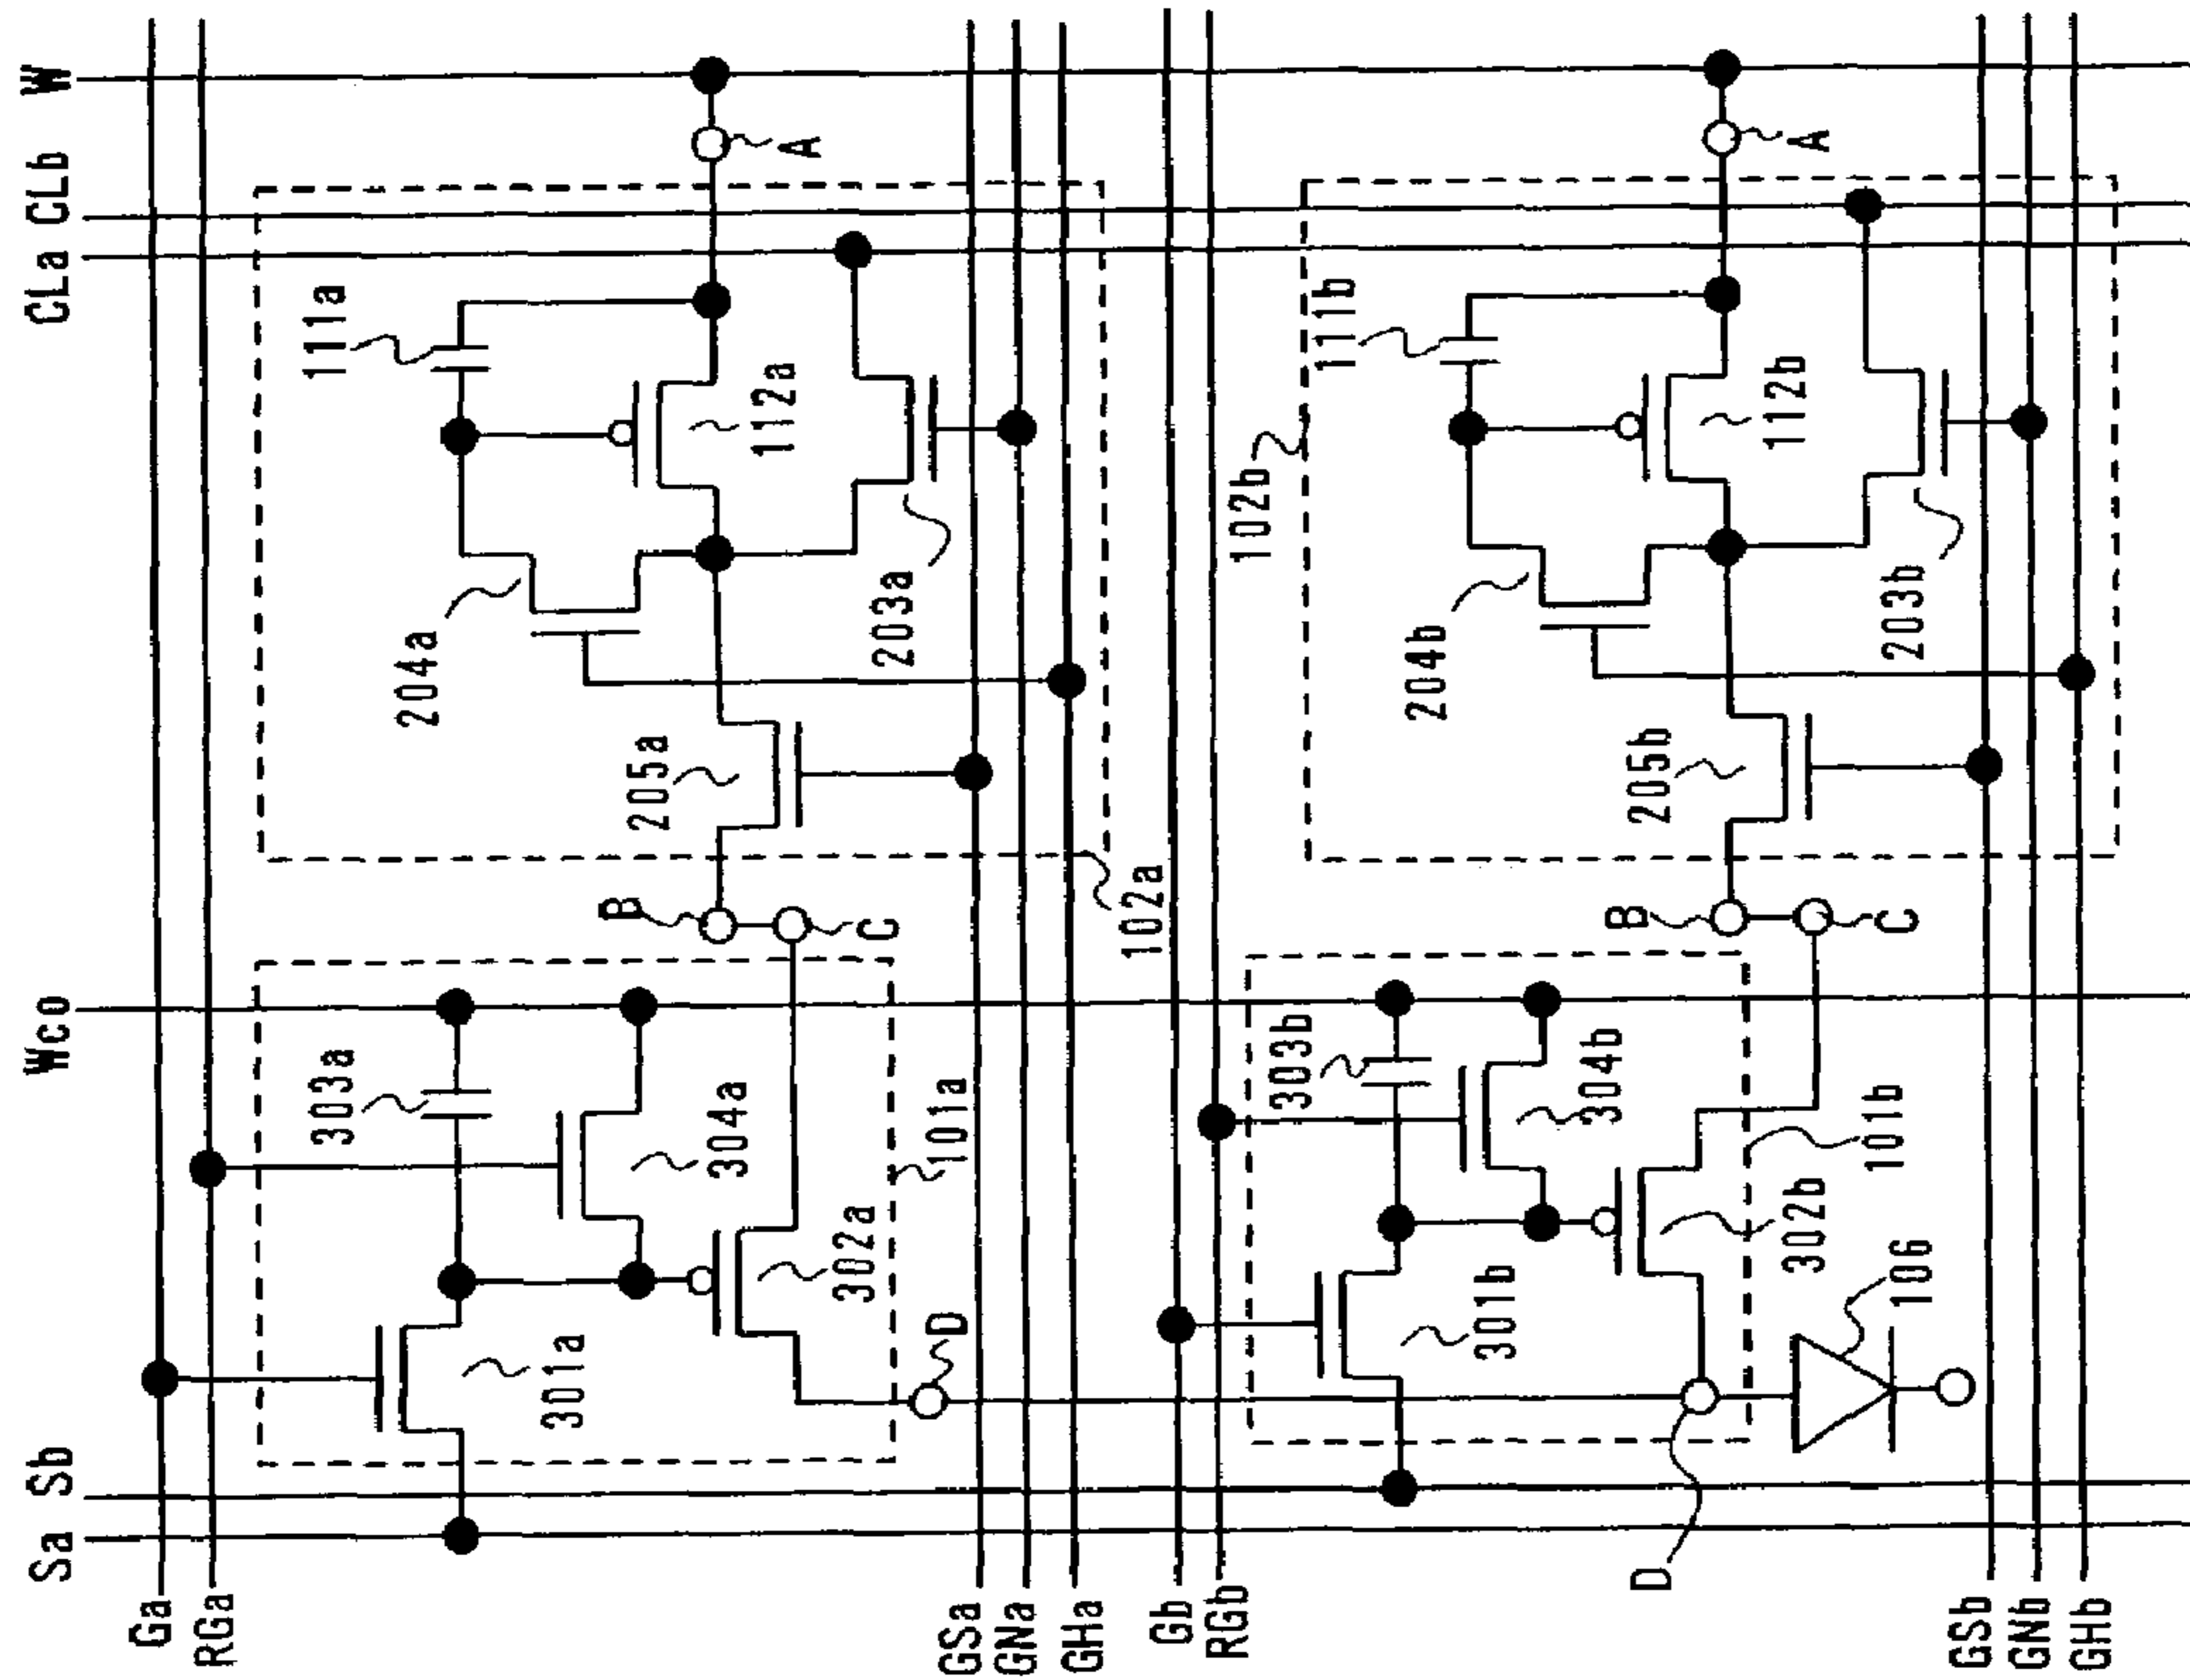 Sa
Sb
Wco
CLa
CLb
W
Ga
RGa
303a
111a
301a
304a
302a
101a
D
B
C
205a
204a
112a
203a
A
102a
GSa
GNa
GHa
Gb
RGb
303b
304b
301b
302b
101b
106
D
B
C
102b
111b
205b
204b
112b
203b
A
GSb
GNb
GHb